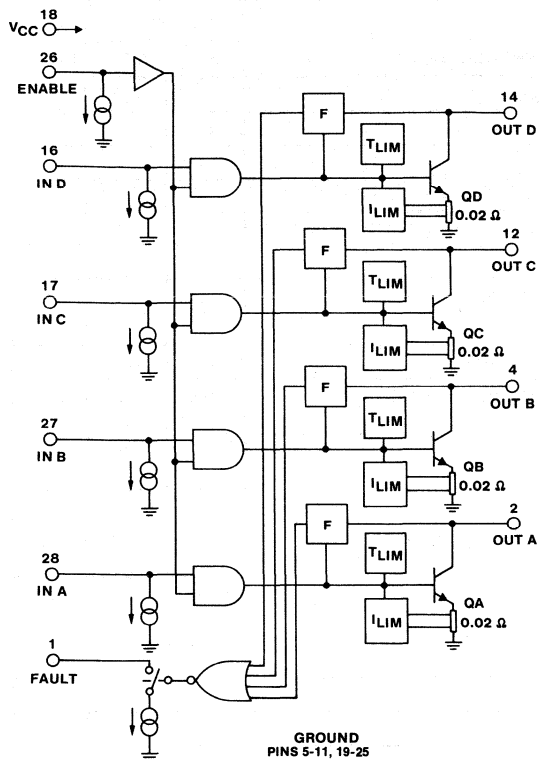 18
VCC
26
ENABLE
14
F
OUT D
TLIM
16
IN D
ILIM
QD
0.02 Ω
12
F
OUT C
TLIM
17
IN C
ILIM
QC
0.02 Ω
4
F
OUT B
TLIM
27
IN B
ILIM
QB
0.02 Ω
2
F
OUT A
TLIM
28
IN A
ILIM
QA
0.02 Ω
1
FAULT
GROUND
PINS 5-11, 19-25